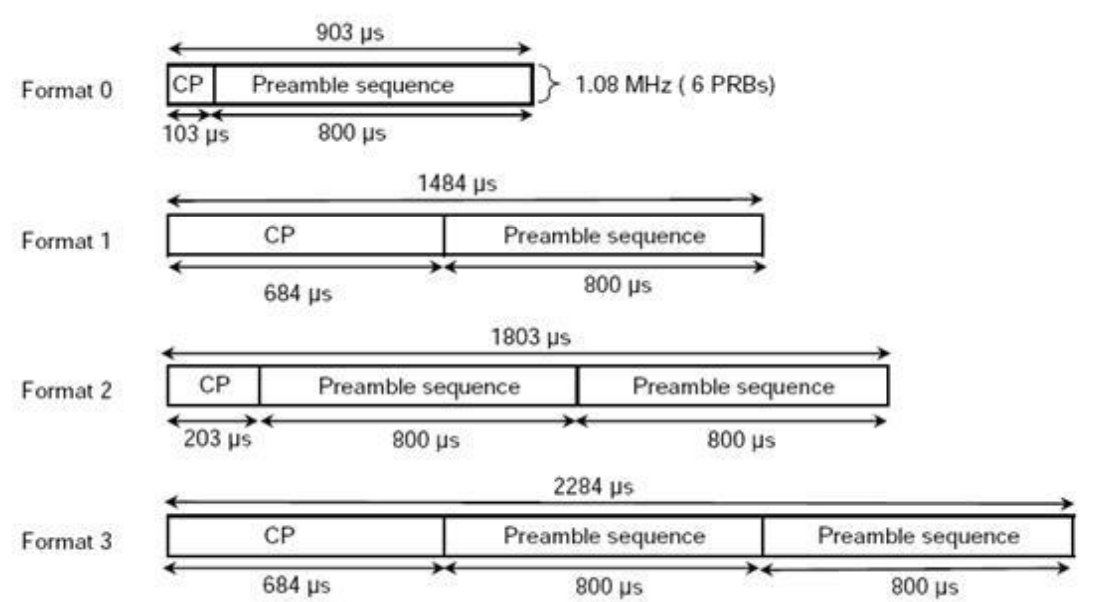 903 µs
Format 0 CP Preamble sequence 1.08 MHz ( 6 PRBs)
103 µs 800 µs
1484 µs
Format 1 CP Preamble sequence
684 µs 800 µs
1803 µs
Format 2 CP Preamble sequence Preamble sequence
203 µs 800 µs 800 µs
2284 µs
Format 3 CP Preamble sequence Preamble sequence
684 µs 800 µs 800 µs